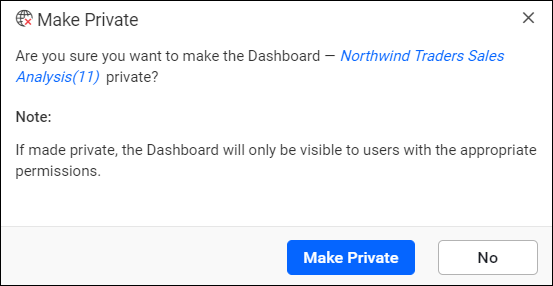 Make Private
Are you sure you want to make the Dashboard — Northwind Traders Sales
Analysis(11) private?
Note:
If made private, the Dashboard will only be visible to users with the appropriate
permissions.
Make Private
No